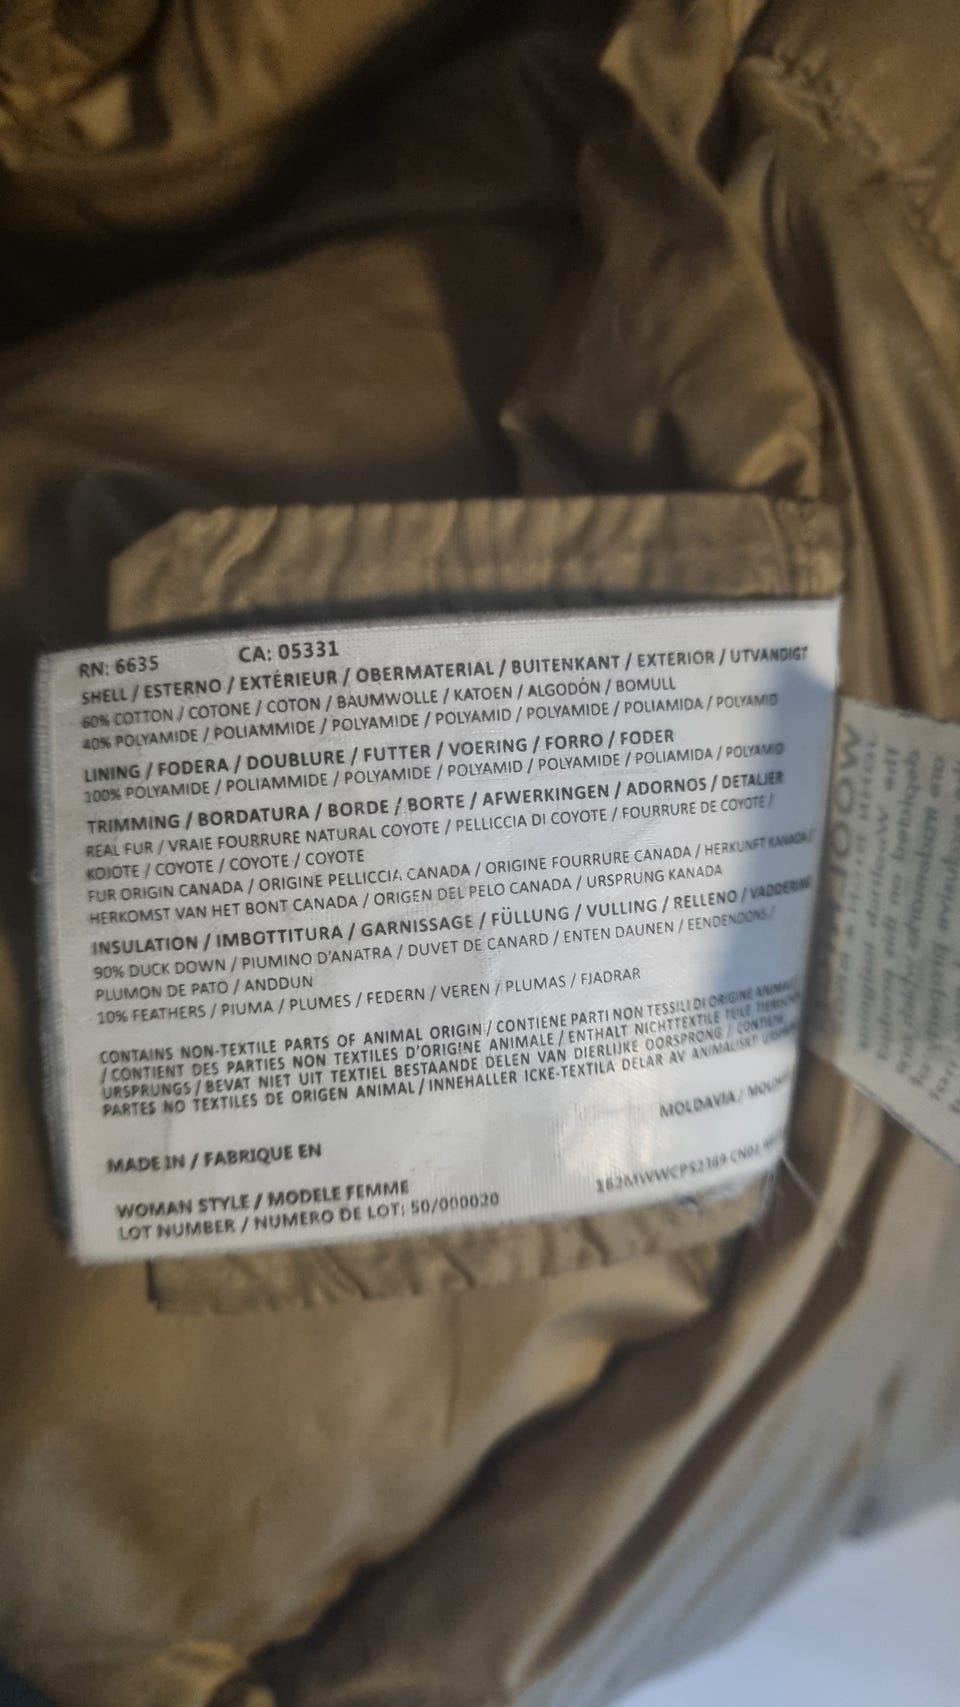 RN: 6635 CA: 05331
SHELL / ESTERNO / EXTÉRIEUR / OBERMATERIAL / BUITENKANT / EXTERIOR / UTVANDIGT
60% COTTON / COTONE / COTON / BAUMWOLLE / KATOEN / ALGODÓN / BOMULL
40% POLYAMIDE / POLIAMMIDE / POLYAMIDE / POLYAMID / POLYAMIDE / POLIAMIDA / POLYAMID
LINING / FODERA / DOUBLURE / FUTTER / VOERING / FORRO / FODER
100% POLYAMIDE / POLIAMMIDE / POLYAMIDE / POLYAMID / POLYAMIDE / POLIAMIDA / POLYAMID
TRIMMING / BORDATURA / BORDE / BORTE / AFWERKINGEN / ADORNOS / DETALJER
REAL FUR / VRAIE FOURRURE NATURAL COYOTE / PELLICCIA DI COYOTE / FOURRURE DE COYOTE /
KOJOTE / COYOTE / COYOTE / COYOTE
FUR ORIGIN CANADA / ORIGINE PELLICCIA CANADA / ORIGINE FOURRURE CANADA / HERKUNFT KANADA /
HERKOMST VAN HET BONT CANADA / ORIGEN DEL PELO CANADA / URSPRUNG KANADA
INSULATION / IMBOTTITURA / GARNISSAGE / FÜLLUNG / VULLING / RELLENO / VADDERING
90% DUCK DOWN / PIUMINO D'ANATRA / DUVET DE CANARD / ENTEN DAUNEN / EENDENDONS /
PLUMON DE PATO / ANDDUN
10% FEATHERS / PIUMA / PLUMES / FEDERN / VEREN / PLUMAS / FJADRAR
CONTAINS NON-TEXTILE PARTS OF ANIMAL ORIGIN / CONTIENE PARTI NON TESSILI DI ORIGINE ANIMALE
/ CONTIENT DES PARTIES NON TEXTILES D'ORIGINE ANIMALE / ENTHALT NICHTTEXTILE TEILE TIERISCHEN
URSPRUNGS / BEVAT NIET UIT TEXTIEL BESTAANDE DELEN VAN DIERLIJKE OORSPRONG / CONTIENE
PARTES NO TEXTILES DE ORIGEN ANIMAL / INNEHALLER ICKE-TEXTILA DELAR AV ANIMALISKT URSPRUNG
MADE IN / FABRIQUE EN MOLDAVIA /
WOMAN STYLE / MODELE FEMME 182MWWCPS2369 CN01
LOT NUMBER / NUMERO DE LOT: 50/000020